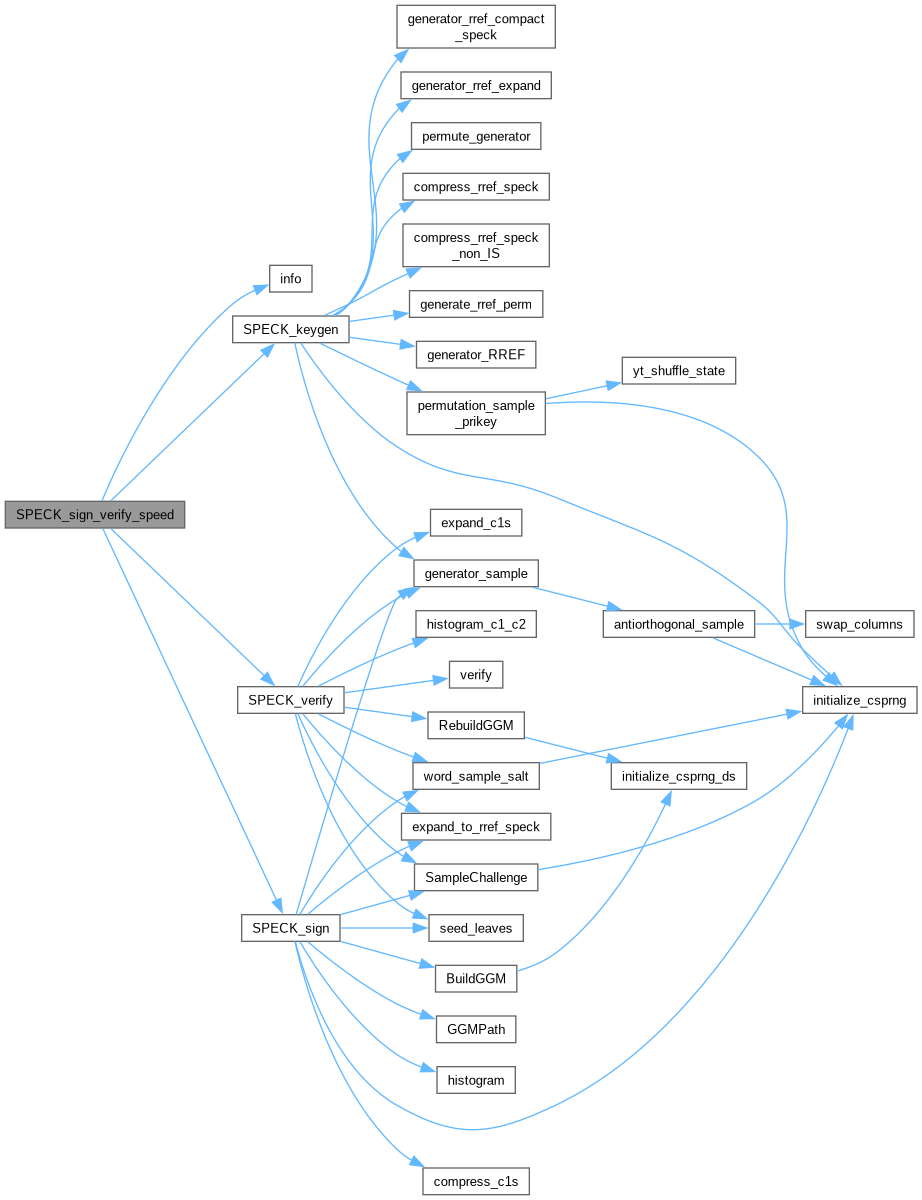 generator_rref_compact
_speck
generator_rref_expand
permute_generator
compress_rref_speck
compress_rref_speck
_non_IS
info
generate_rref_perm
SPECK_keygen
generator_RREF
yt_shuffle_state
permutation_sample
_prikey
SPECK_sign_verify_speed
expand_c1s
generator_sample
histogram_c1_c2
antiorthogonal_sample
swap_columns
verify
SPECK_verify
initialize_csprng
RebuildGGM
word_sample_salt
initialize_csprng_ds
expand_to_rref_speck
SampleChallenge
SPECK_sign
seed_leaves
BuildGGM
GGMPath
histogram
compress_c1s